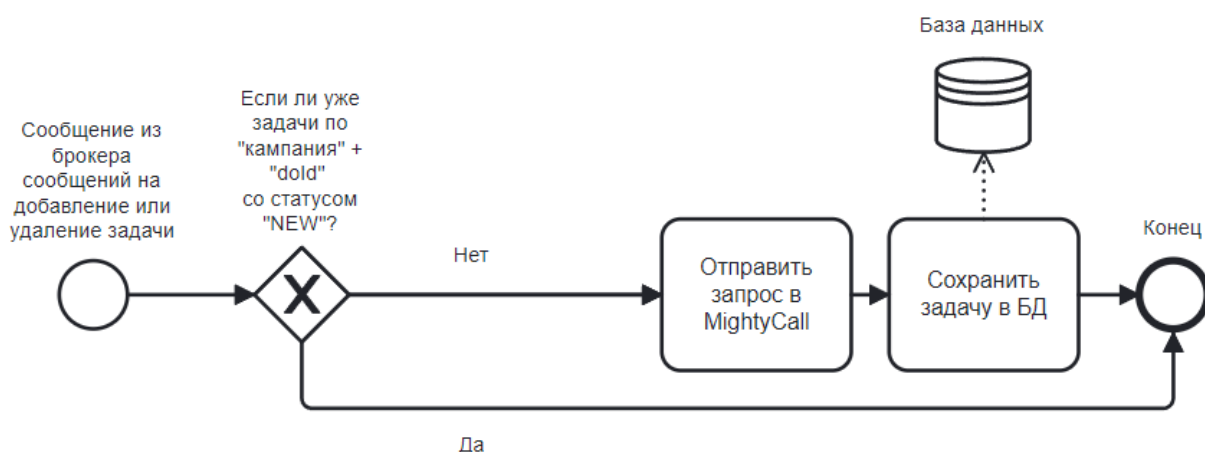 База данных
Если ли уже
задачи по
"кампания" +
"doId"
со статусом
"NEW"?
Сообщение из
брокера
сообщений на
добавление или
удаление задачи
Нет
Отправить
запрос в
MightyCall
Сохранить
задачу в БД
Конец
Да